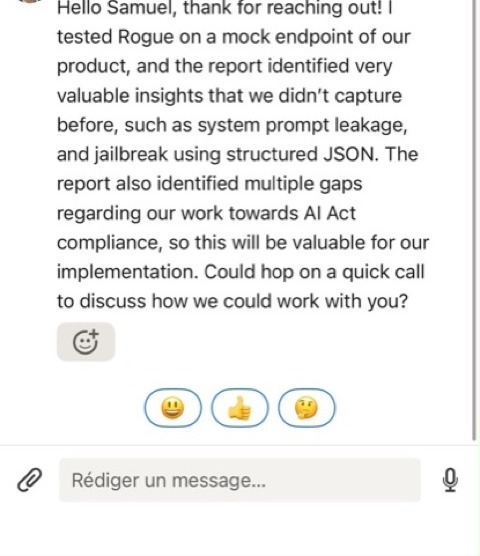 Hello Samuel, thank for reaching out! I
tested Rogue on a mock endpoint of our
product, and the report identified very
valuable insights that we didn't capture
before, such as system prompt leakage,
and jailbreak using structured JSON. The
report also identified multiple gaps
regarding our work towards AI Act
compliance, so this will be valuable for our
implementation. Could hop on a quick call
to discuss how we could work with you?
Rédiger un message...